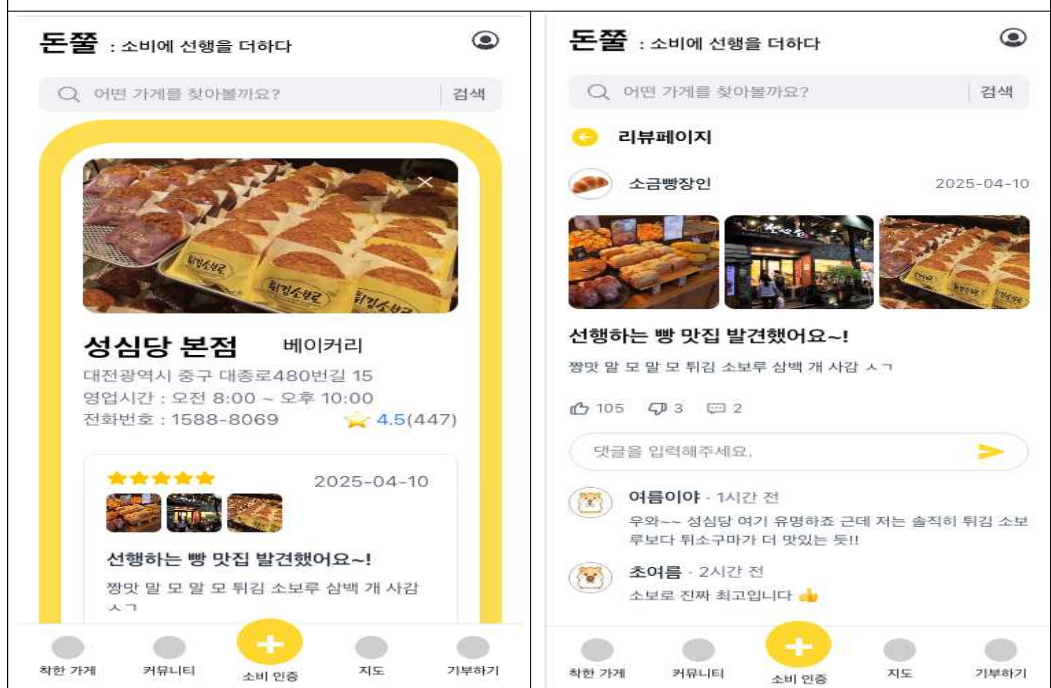 돈쭐 : 소비에 선행을 더하다
어떤 가게를 찾아볼까요? 검색
튀김소보로 튀김소보로
성심당 본점 베이커리
대전광역시 중구 대종로480번길 15
영업시간 : 오전 8:00 ~ 오후 10:00
전화번호 : 1588-8069 4.5(447)
2025-04-10
선행하는 빵 맛집 발견했어요~!
짱맛 말 모 말 모 튀김 소보루 삼백 개 사감
ㅅㄱ
착한 가게 커뮤니티 소비 인증 지도 기부하기
돈쭐 : 소비에 선행을 더하다
어떤 가게를 찾아볼까요? 검색
리뷰페이지
소금빵장인 2025-04-10
선행하는 빵 맛집 발견했어요~!
짱맛 말 모 말 모 튀김 소보루 삼백 개 사감 ㅅㄱ
105 3 2
댓글을 입력해주세요.
여름이야 · 1시간 전
우와~~ 성심당 여기 유명하죠 근데 저는 솔직히 튀김 소보
루보다 튀소구마가 더 맛있는 듯!!
초여름 · 2시간 전
소보로 진짜 최고입니다 👍
착한 가게 커뮤니티 소비 인증 지도 기부하기